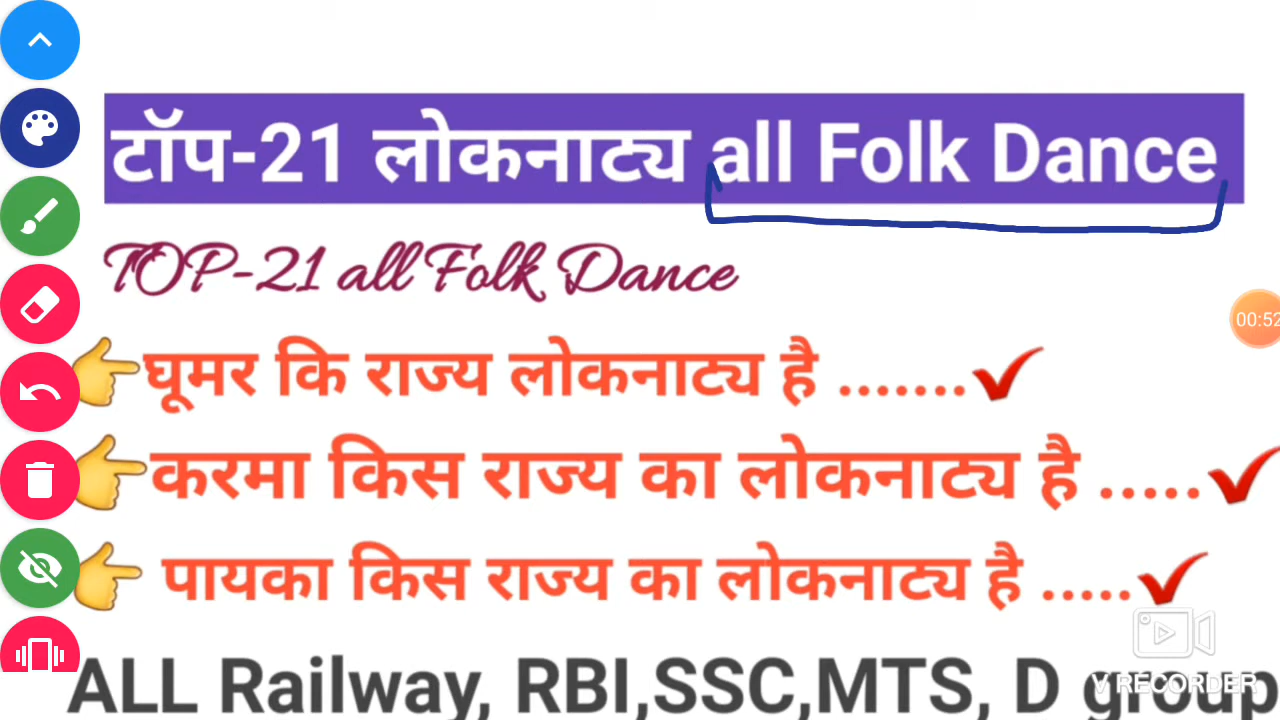 टॉप-21 लोकनाट्य all Folk Dance
TOP-21 all Folk Dance
00:52
👉घूमर कि राज्य लोकनाट्य है .......✔
👉करमा किस राज्य का लोकनाट्य है .....✔
👉 पायका किस राज्य का लोकनाट्य है .....✔
ALL Railway, RBI,SSC,MTS, D group
V RECORDER